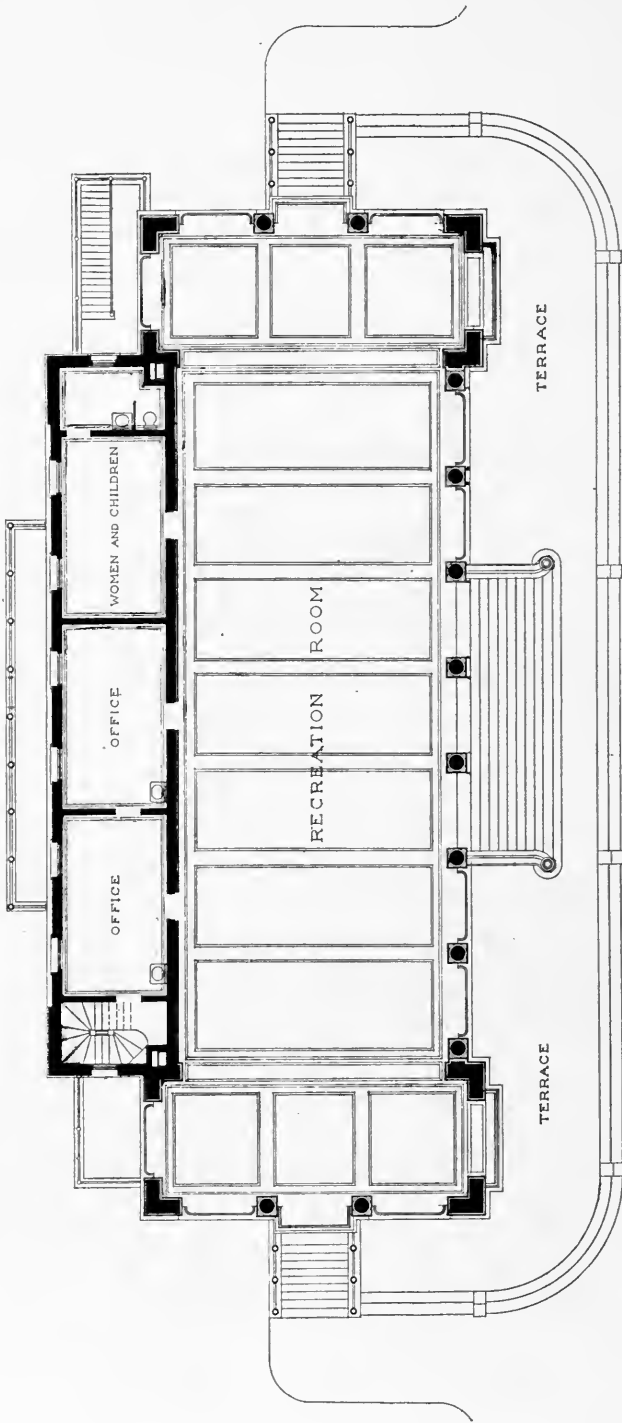 WOMEN AND CHILDREN
OFFICE
OFFICE
RECREATION ROOM
TERRACE
TERRACE